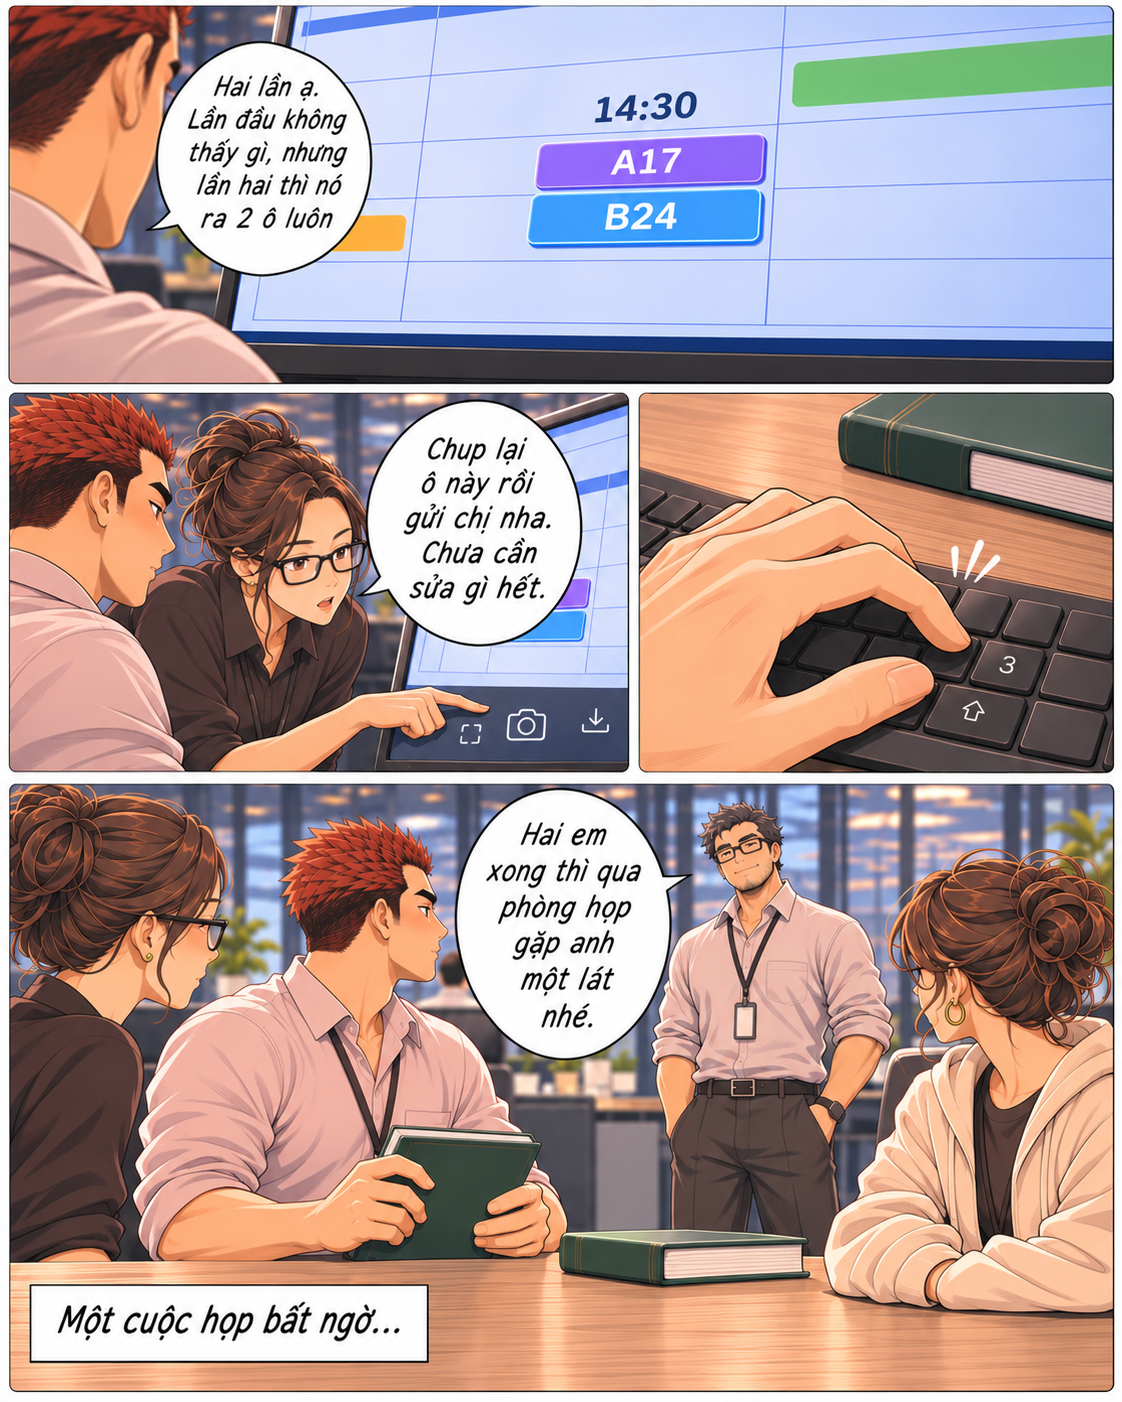 Hai lần ạ.
Lần đầu không
thấy gì, nhưng
lần hai thì nó
ra 2 ô luôn
14:30
A17
B24
Chup lại
ô này rồi
gửi chị nha.
Chưa cần
sửa gì hết.
3
Hai em
xong thì qua
phòng họp
gặp anh
một lát
nhé.
Một cuộc họp bất ngờ...